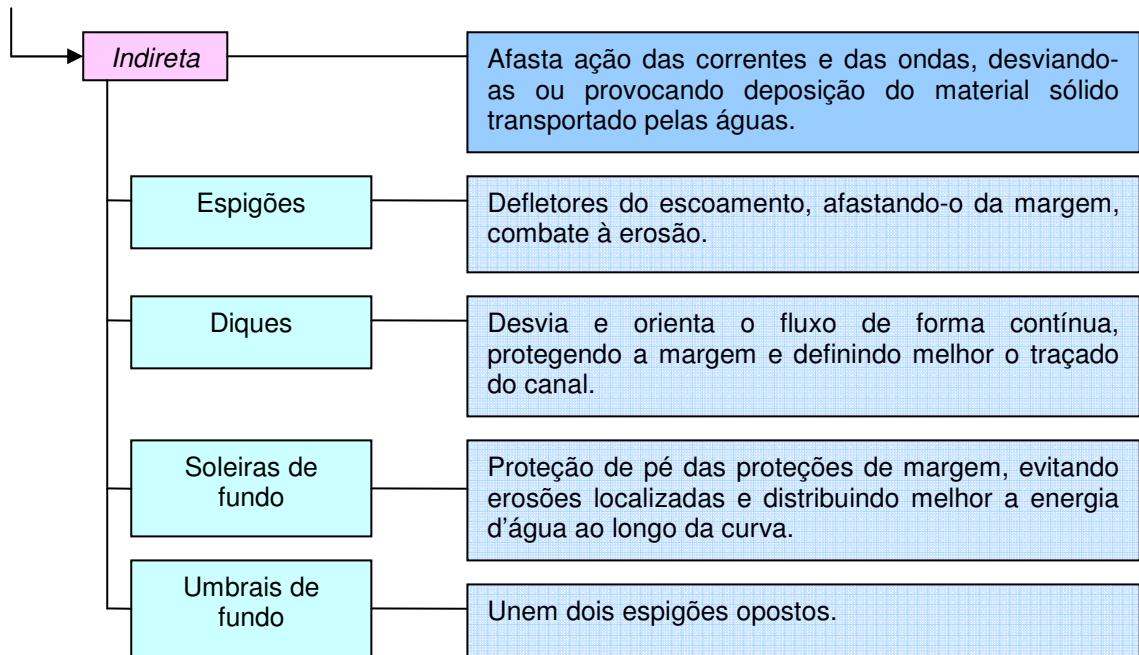 Indireta
Afasta ação das correntes e das ondas, desviando-
as ou provocando deposição do material sólido
transportado pelas águas.
Espigões
Defletores do escoamento, afastando-o da margem,
combate à erosão.
Diques
Desvia e orienta o fluxo de forma contínua,
protegendo a margem e definindo melhor o traçado
do canal.
Soleiras de
fundo
Proteção de pé das proteções de margem, evitando
erosões localizadas e distribuindo melhor a energia
d’água ao longo da curva.
Umbrais de
fundo
Unem dois espigões opostos.